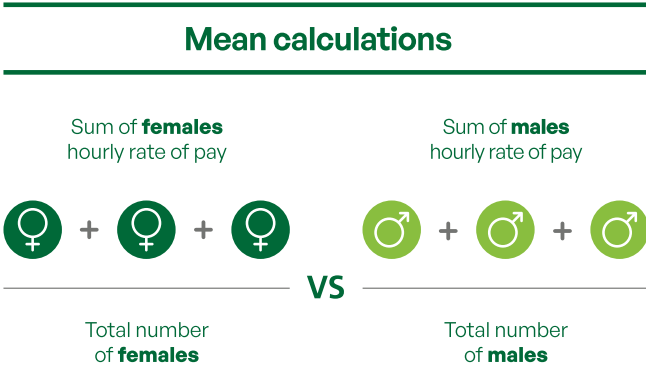 Mean calculations
Sum of females
hourly rate of pay
+ +
Total number
of females
VS
Sum of males
hourly rate of pay
+ +
Total number
of males